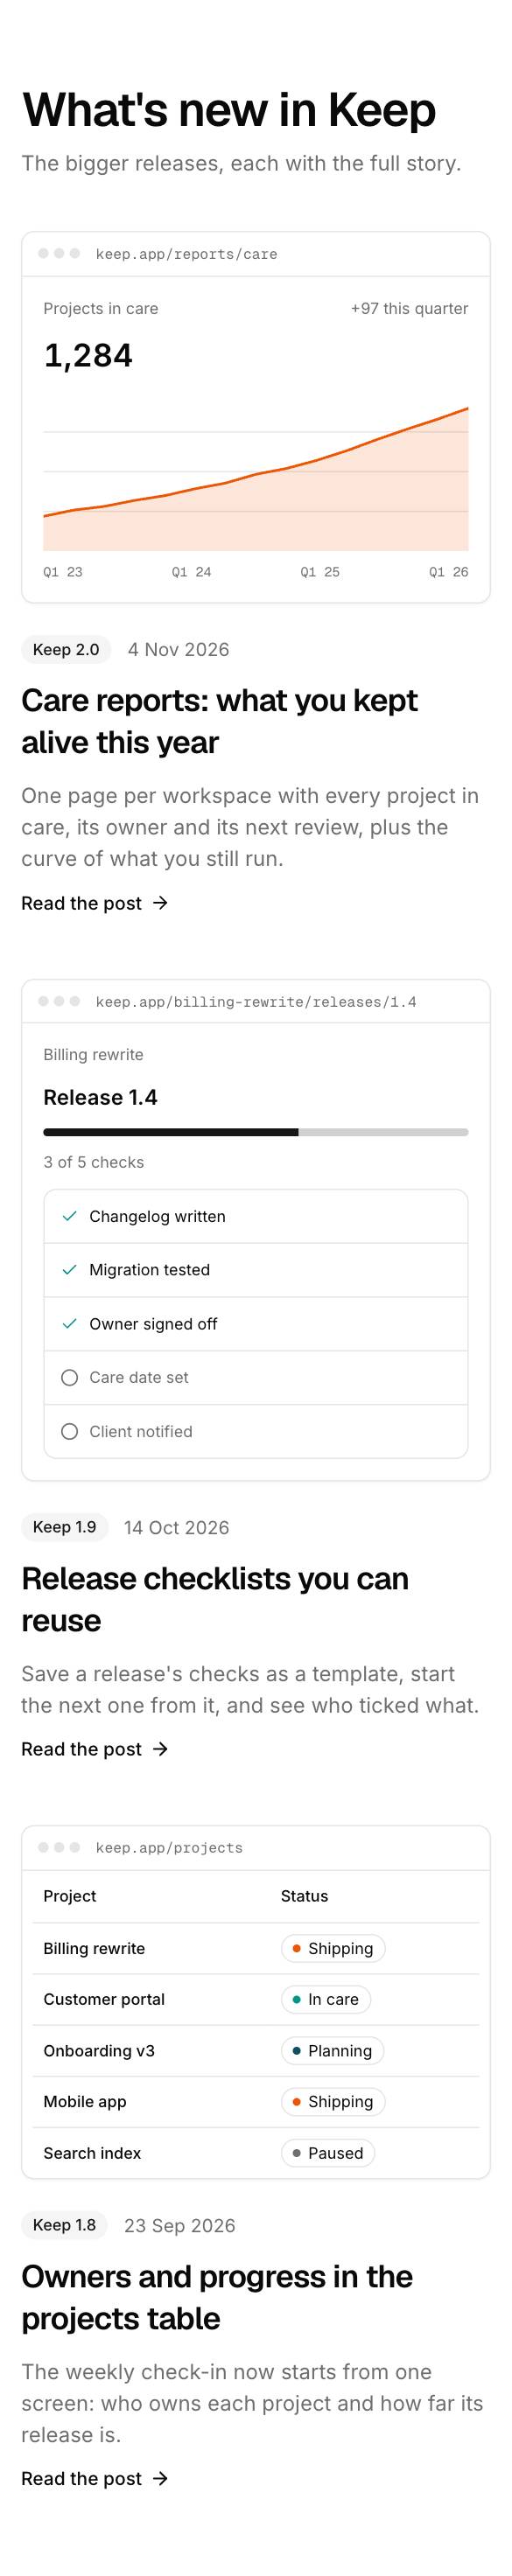 What's new in Keep
The bigger releases, each with the full story.
keep.app/reports/care
Projects in care
+97 this quarter
1,284
Q1 23
Q1 24
Q1 25
Q1 26
Keep 2.0
4 Nov 2026
Care reports: what you kept
alive this year
One page per workspace with every project in
care, its owner and its next review, plus the
curve of what you still run.
Read the post →
keep.app/billing-rewrite/releases/1.4
Billing rewrite
Release 1.4
3 of 5 checks
Changelog written
Migration tested
Owner signed off
Care date set
Client notified
Keep 1.9
14 Oct 2026
Release checklists you can
reuse
Save a release's checks as a template, start
the next one from it, and see who ticked what.
Read the post →
keep.app/projects
Project
Status
Billing rewrite
Shipping
Customer portal
In care
Onboarding v3
Planning
Mobile app
Shipping
Search index
Paused
Keep 1.8
23 Sep 2026
Owners and progress in the
projects table
The weekly check-in now starts from one
screen: who owns each project and how far its
release is.
Read the post →